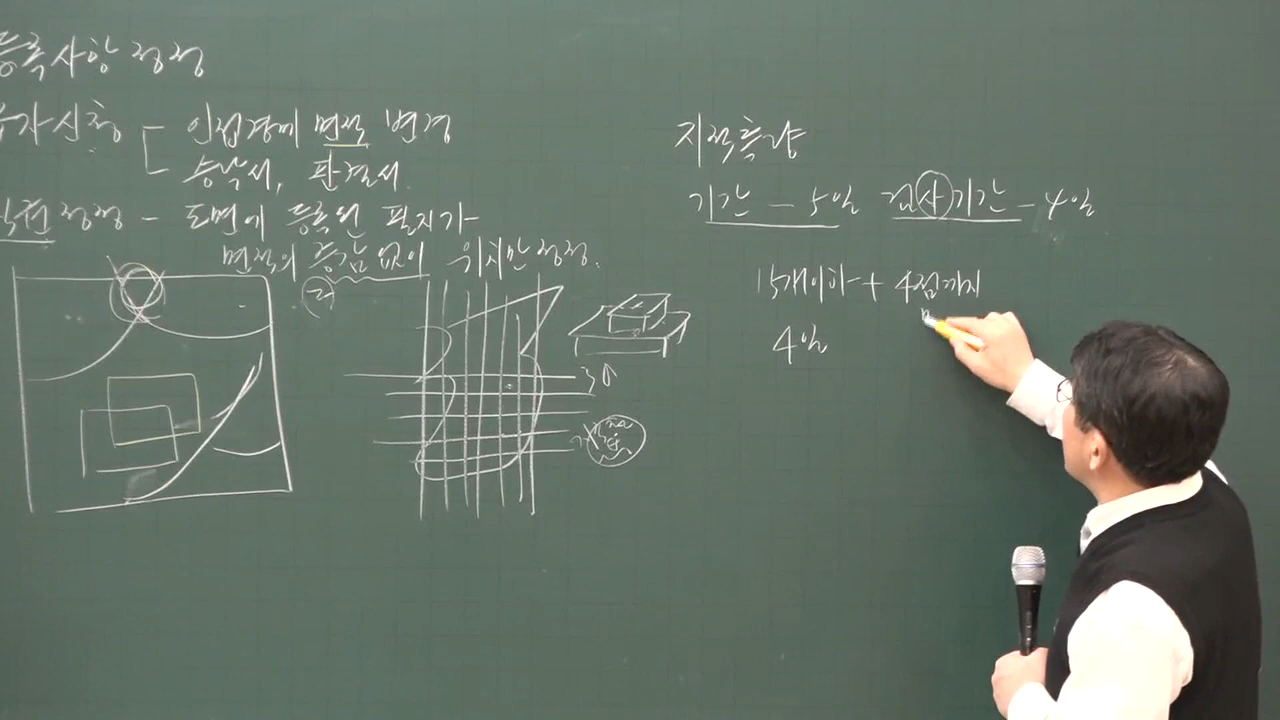 등록사항정정
신청 - 인접경계 면적 변경
승낙서, 판결서.
직권정정 - 도면에 등록된 필지가
면적의 증감없이 위치만 정정.
지적측량
기간 - 5일 검사기간 - 4일
15개이하 + 4점까지
4일